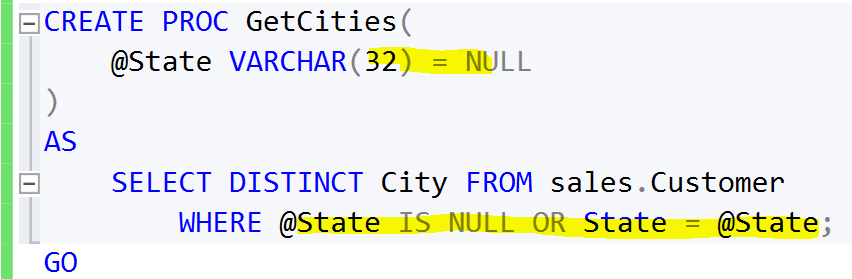 CREATE PROC GetCities(
@State VARCHAR(32) = NULL
)
AS
SELECT DISTINCT City FROM sales.Customer
WHERE @State IS NULL OR State = @State;
GO